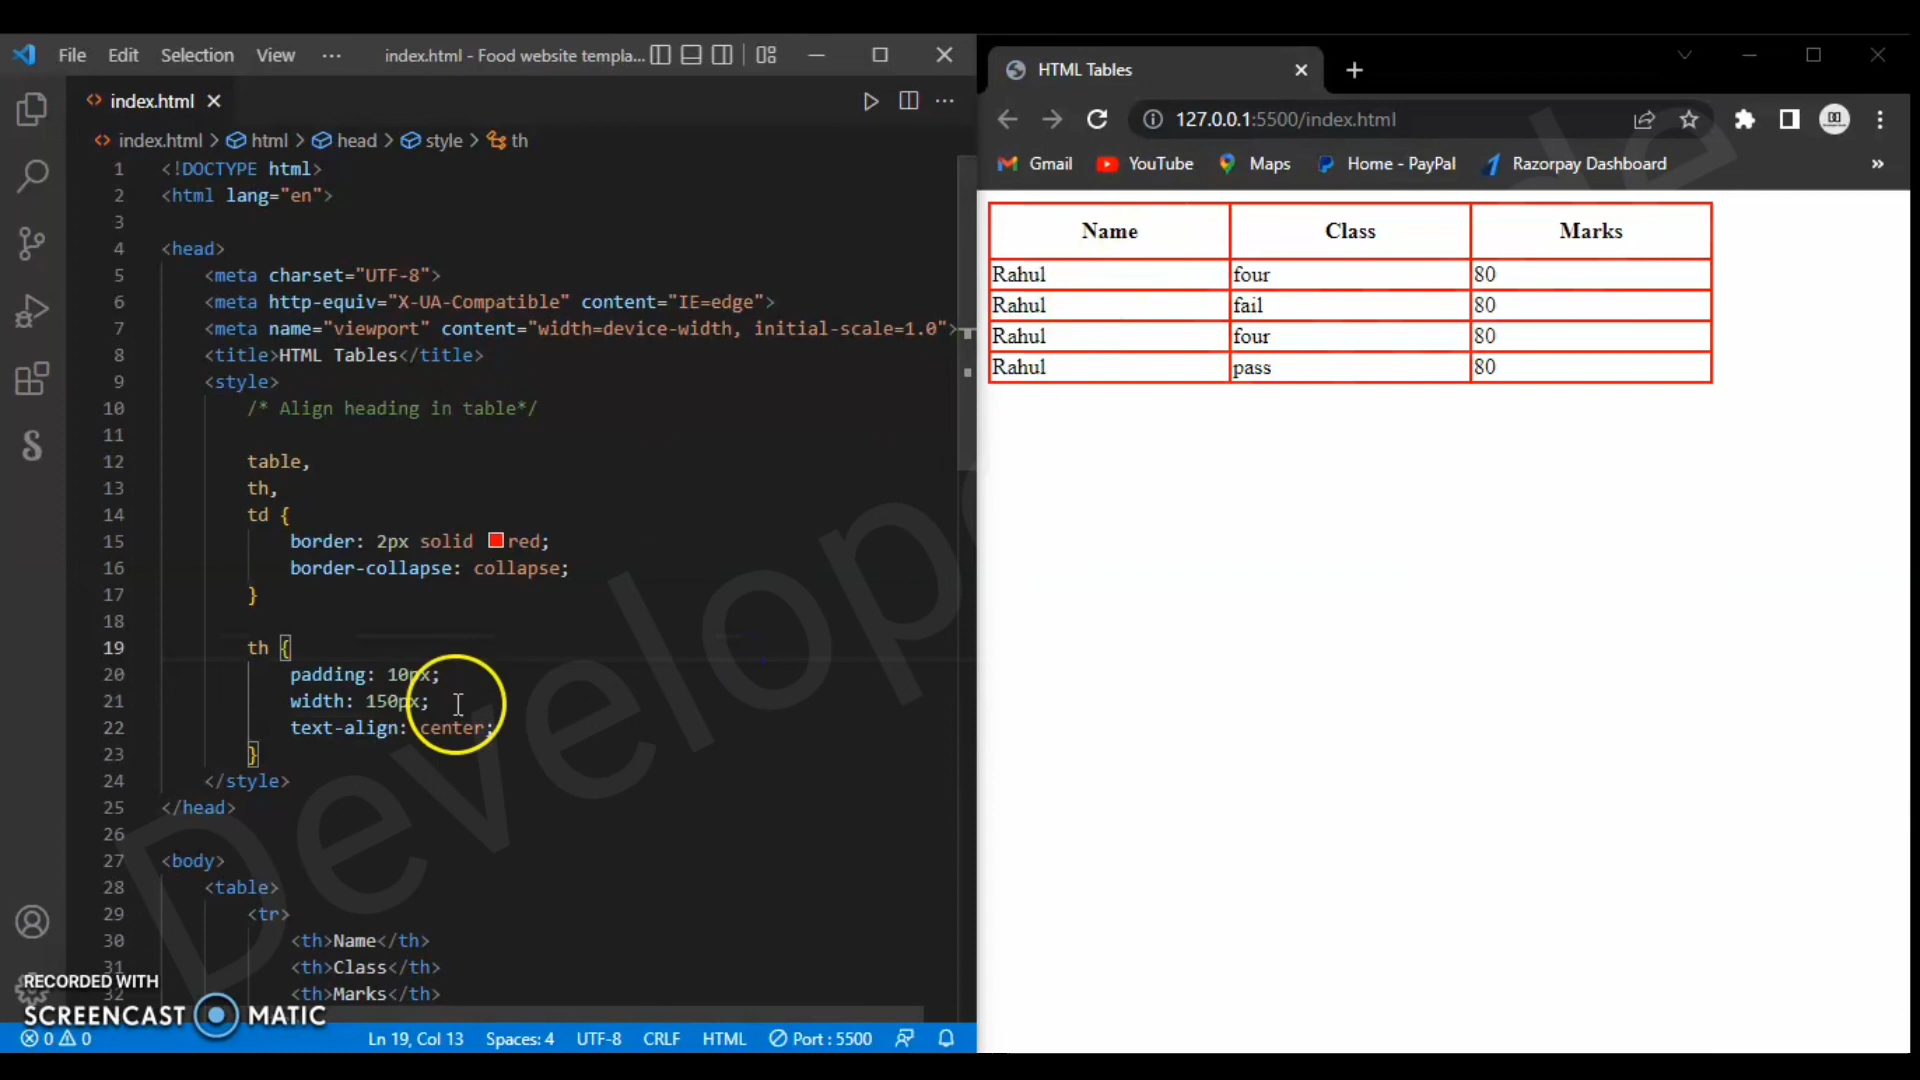 File Edit Selection View ··· index.html - Food website templa...
index.html
index.html > html > head > style > th
1 <!DOCTYPE html>
2 <html lang="en">
3
4 <head>
5 <meta charset="UTF-8">
6 <meta http-equiv="X-UA-Compatible" content="IE=edge">
7 <meta name="viewport" content="width=device-width, initial-scale=1.0">
8 <title>HTML Tables</title>
9 <style>
10 /* Align heading in table*/
11
12 table,
13 th,
14 td {
15 border: 2px solid red;
16 border-collapse: collapse;
17 }
18
19 th {
20 padding: 10px;
21 width: 150px;
22 text-align: center;
23 }
24 </style>
25 </head>
26
27 <body>
28 <table>
29 <tr>
30 <th>Name</th>
31 <th>Class</th>
32 <th>Marks</th>
RECORDED WITH
SCREENCAST MATIC
0 0 Ln 19, Col 13 Spaces: 4 UTF-8 CRLF HTML Port : 5500
HTML Tables
127.0.0.1:5500/index.html
Gmail YouTube Maps Home - PayPal Razorpay Dashboard »
Name Class Marks
Rahul four 80
Rahul fail 80
Rahul four 80
Rahul pass 80